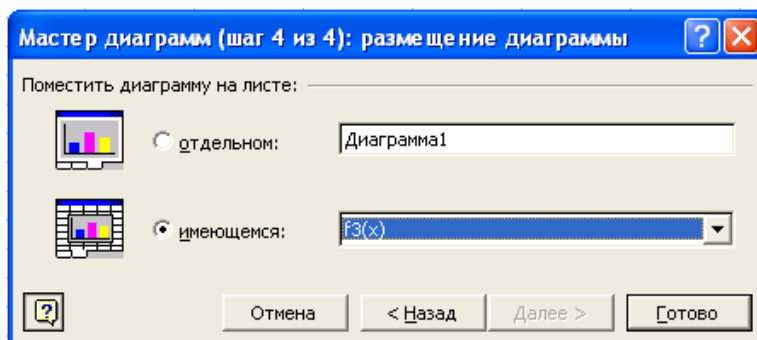 Мастер диаграмм (шаг 4 из 4): размещение диаграммы
Поместить диаграмму на листе:
отдельном: Диаграмма1
имеющемся: f3(x)
Отмена < Назад Далее > Готово